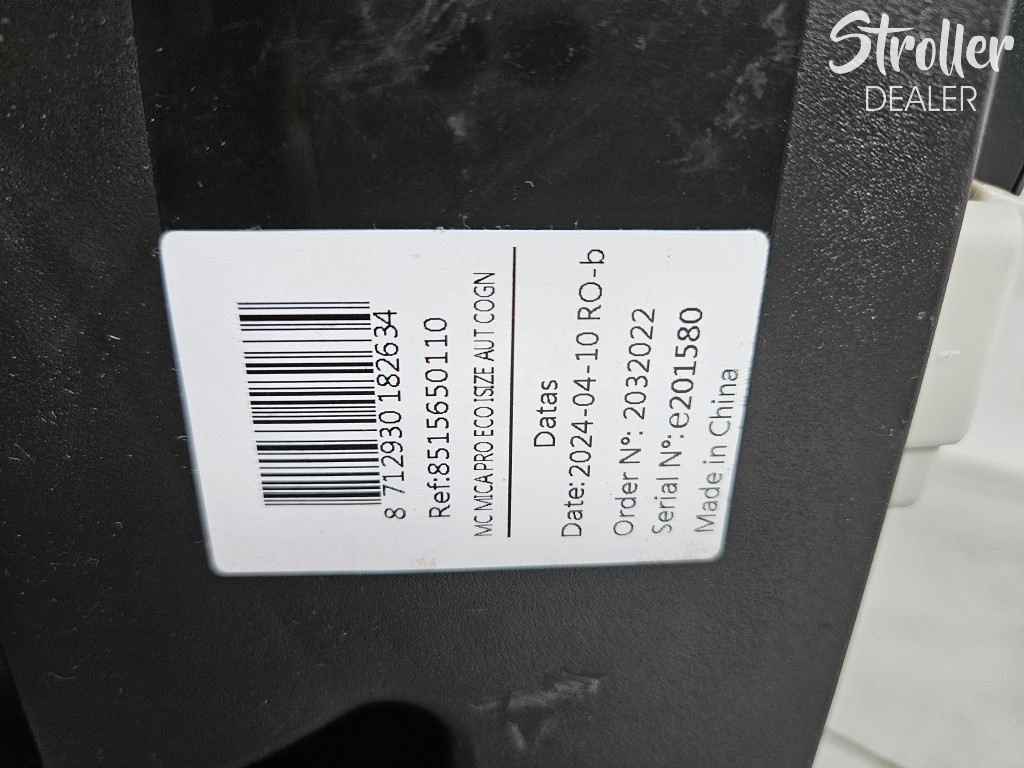 Stroller
DEALER
8 712930 182634
Ref:8515650110
MC MICA PRO ECO I SIZE AUT COGN
Datas
Date: 2024-04-10 RO-b
Order N°: 2032022
Serial N°: e201580
Made in China